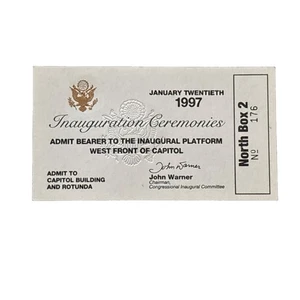 JANUARY TWENTIETH
1997
Inauguration Ceremonies
ADMIT BEARER TO THE INAUGURAL PLATFORM
WEST FRONT OF CAPITOL
ADMIT TO
CAPITOL BUILDING
AND ROTUNDA
John Warner
John Warner
Chairman,
Congressional Inaugural Committee
North Box 2
No 176